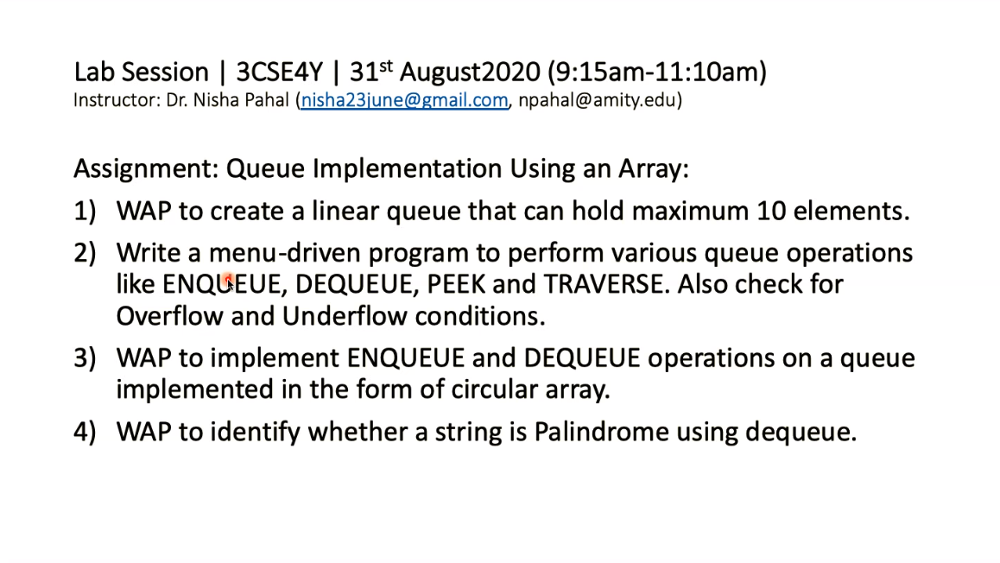 Lab Session | 3CSE4Y | 31st August2020 (9:15am-11:10am)
Instructor: Dr. Nisha Pahal (nisha23june@gmail.com, npahal@amity.edu)
Assignment: Queue Implementation Using an Array:
1) WAP to create a linear queue that can hold maximum 10 elements.
2) Write a menu-driven program to perform various queue operations
like ENQUEUE, DEQUEUE, PEEK and TRAVERSE. Also check for
Overflow and Underflow conditions.
3) WAP to implement ENQUEUE and DEQUEUE operations on a queue
implemented in the form of circular array.
4) WAP to identify whether a string is Palindrome using dequeue.